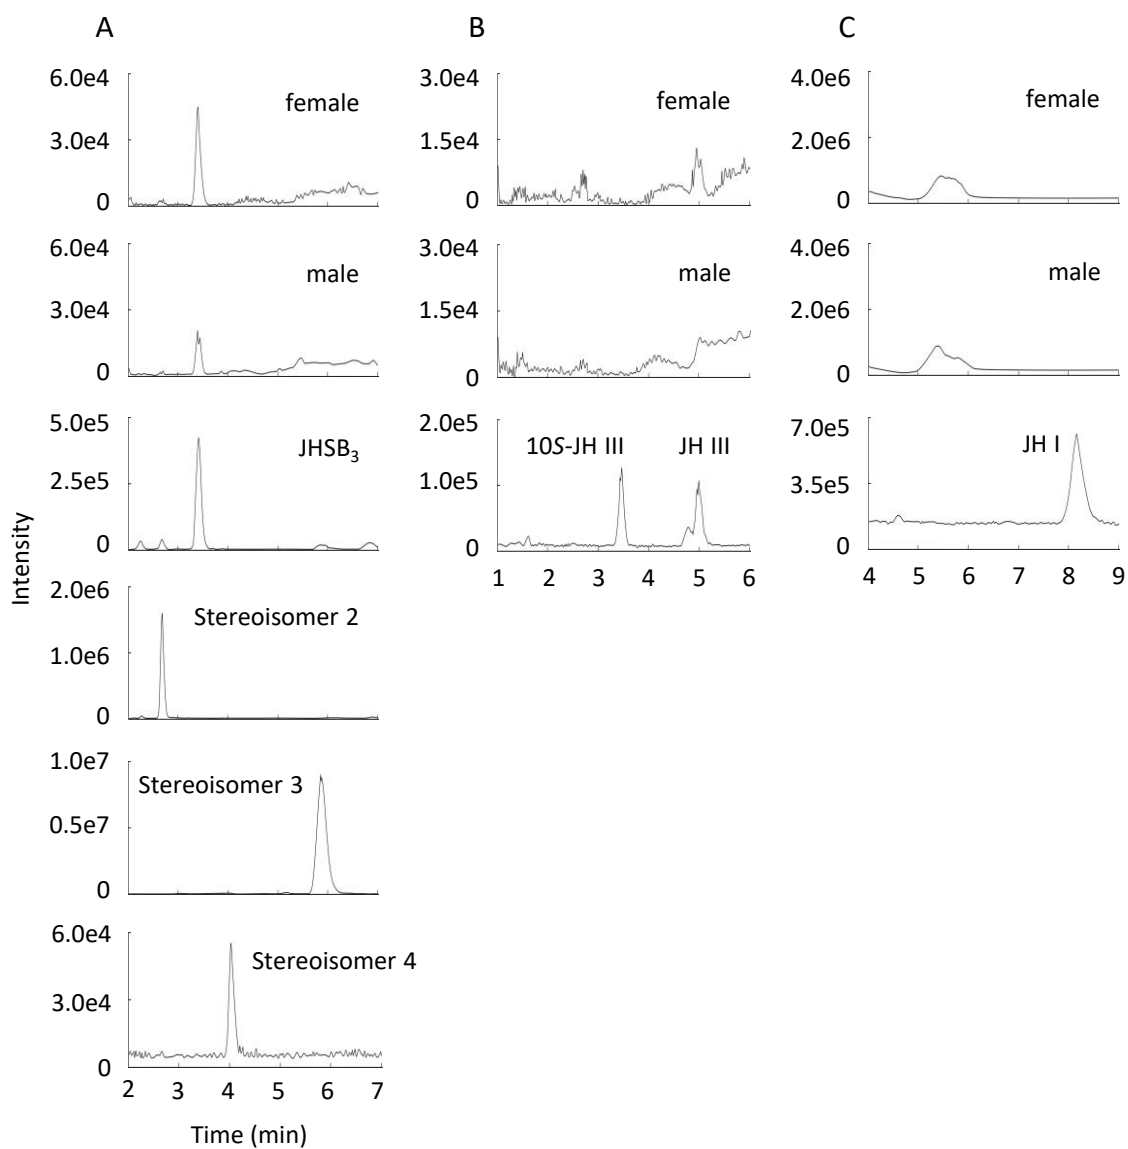 A
6.0e4
female
3.0e4
0
6.0e4
male
3.0e4
0
5.0e5
JHSB3
2.5e5
0
2.0e6
Stereoisomer 2
1.0e6
0
1.0e7
Stereoisomer 3
0.5e7
0
6.0e4
Stereoisomer 4
3.0e4
0
2 3 4 5 6 7
Time (min)
Intensity
B
3.0e4
female
1.5e4
0
3.0e4
male
1.5e4
0
2.0e5
10S-JH III JH III
1.0e5
0
1 2 3 4 5 6
C
4.0e6
female
2.0e6
0
4.0e6
male
2.0e6
0
7.0e5
JH I
3.5e5
0
4 5 6 7 8 9